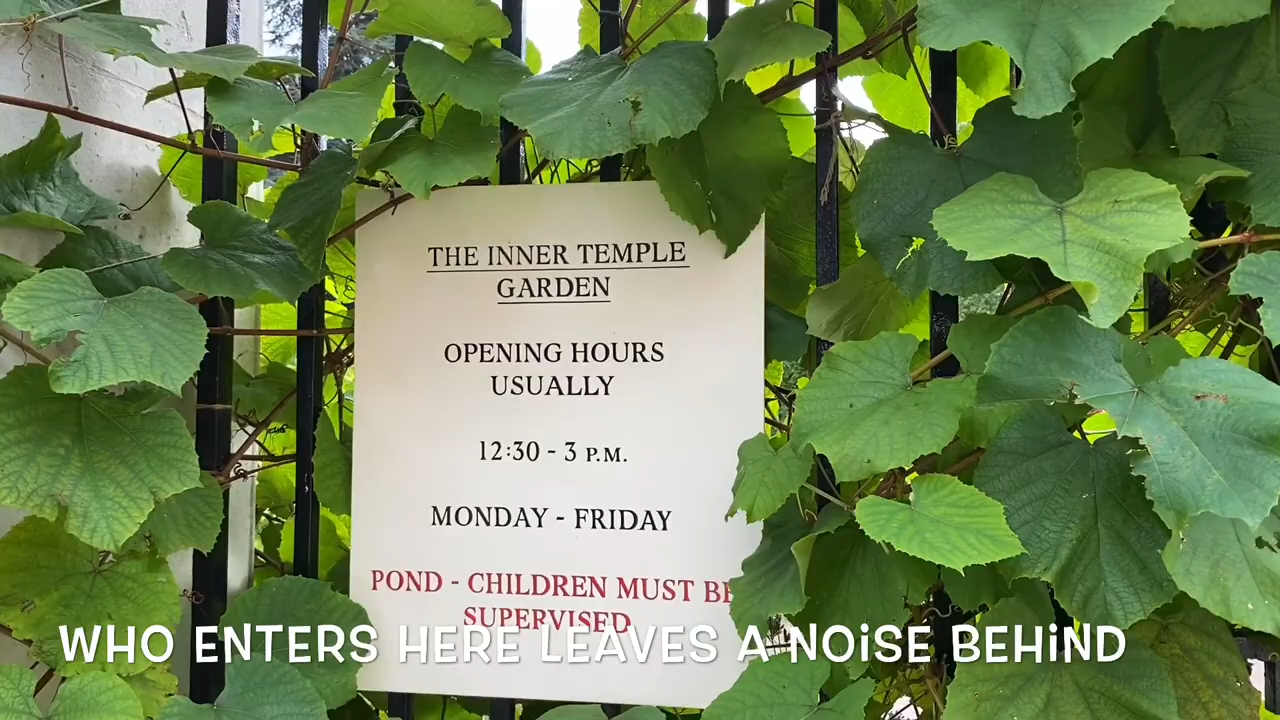 THE INNER TEMPLE
GARDEN
OPENING HOURS
USUALLY
12:30 - 3 P.M.
MONDAY - FRIDAY
POND - CHILDREN MUST BE
SUPERVISED
WHO ENTERS HERE LEAVES A NOiSE BEHiND